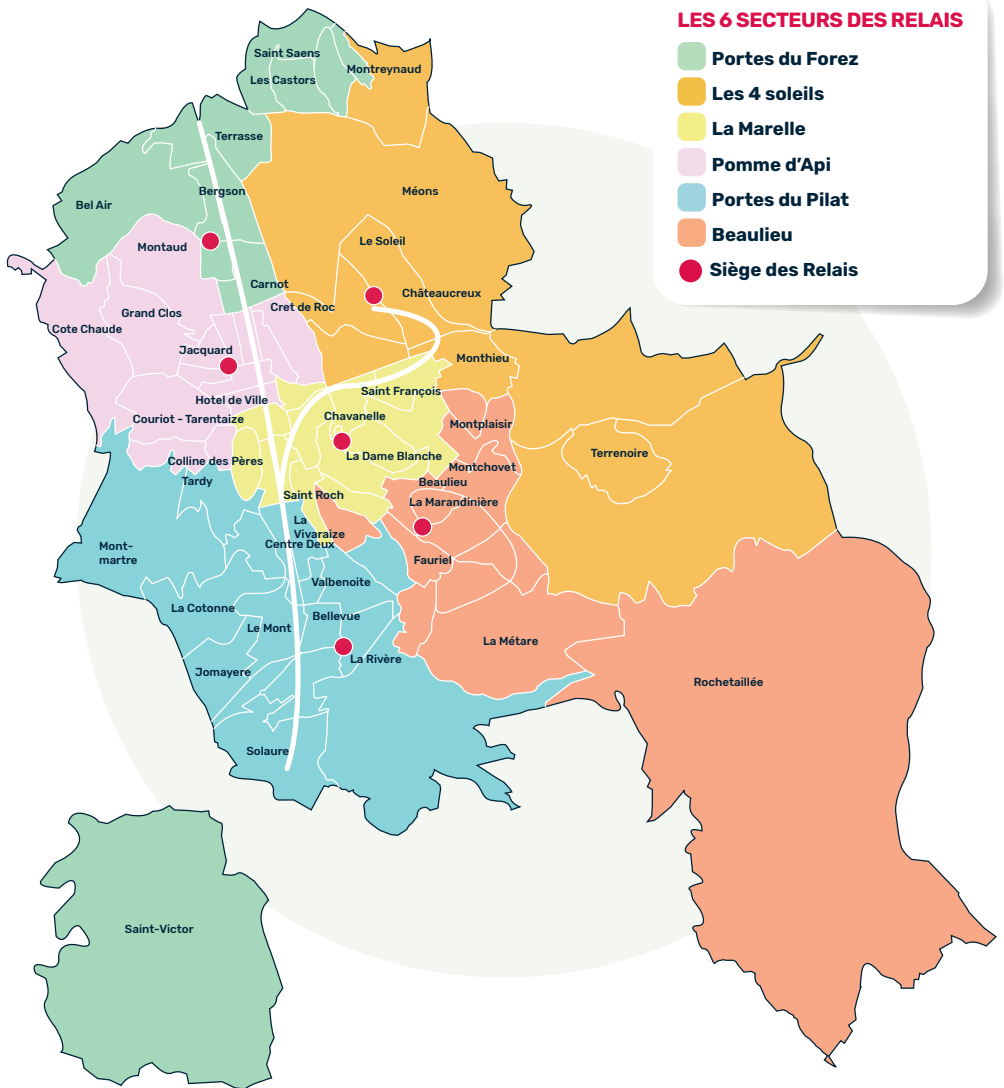 LES 6 SECTEURS DES RELAIS
Portes du Forez
Les 4 soleils
La Marelle
Pomme d'Api
Portes du Pilat
Beaulieu
Siège des Relais
Saint Saens
Les Castors
Montreynaud
Terrasse
Bergson
Méons
Bel Air
Montaud
Le Soleil
Carnot
Châteaucreux
Cret de Roc
Grand Clos
Cote Chaude
Jacquard
Monthieu
Saint François
Hotel de Ville
Couriot - Tarentaize
Chavanelle
Montplaisir
La Dame Blanche
Terrenoire
Colline des Pères
Montchovet
Tardy
Beaulieu
Saint Roch
La Marandinière
La
Vivaraize
Centre Deux
Mont-
martre
Fauriel
Valbenoite
La Cotonne
Bellevue
Le Mont
La Métare
La Rivère
Jomayere
Rochetaillée
Solaure
Saint-Victor